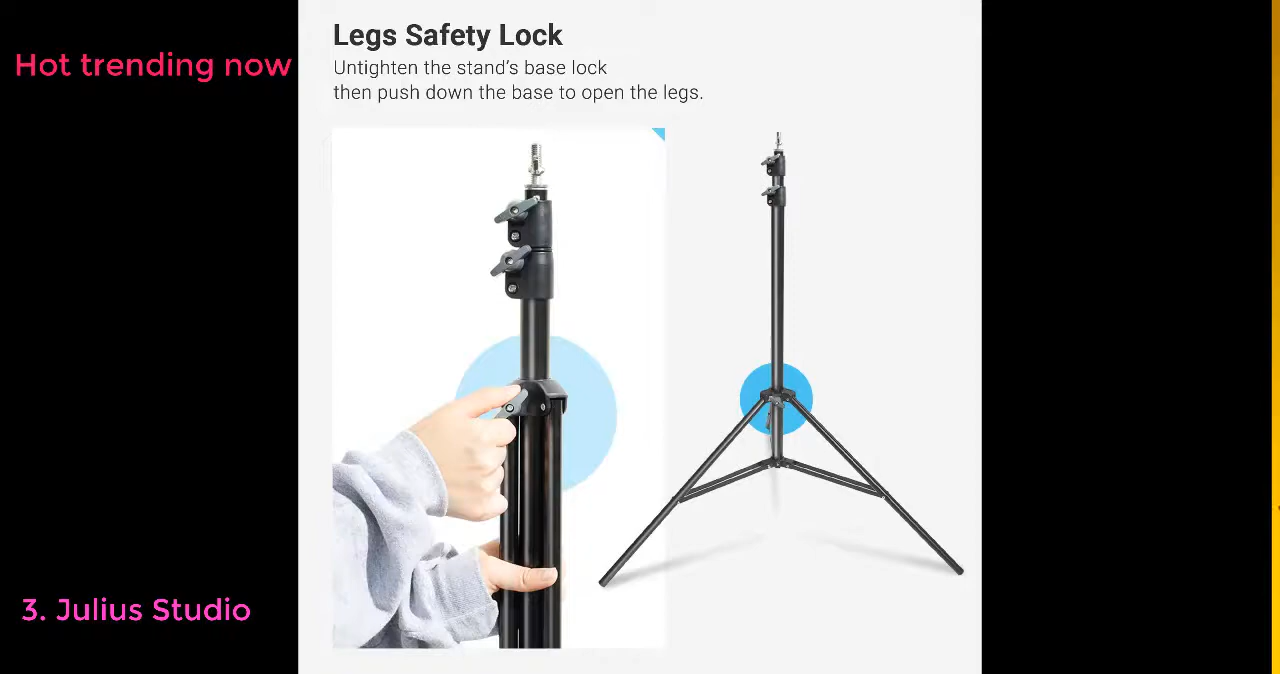 Legs Safety Lock
Untighten the stand's base lock
then push down the base to open the legs.
Hot trending now
3. Julius Studio